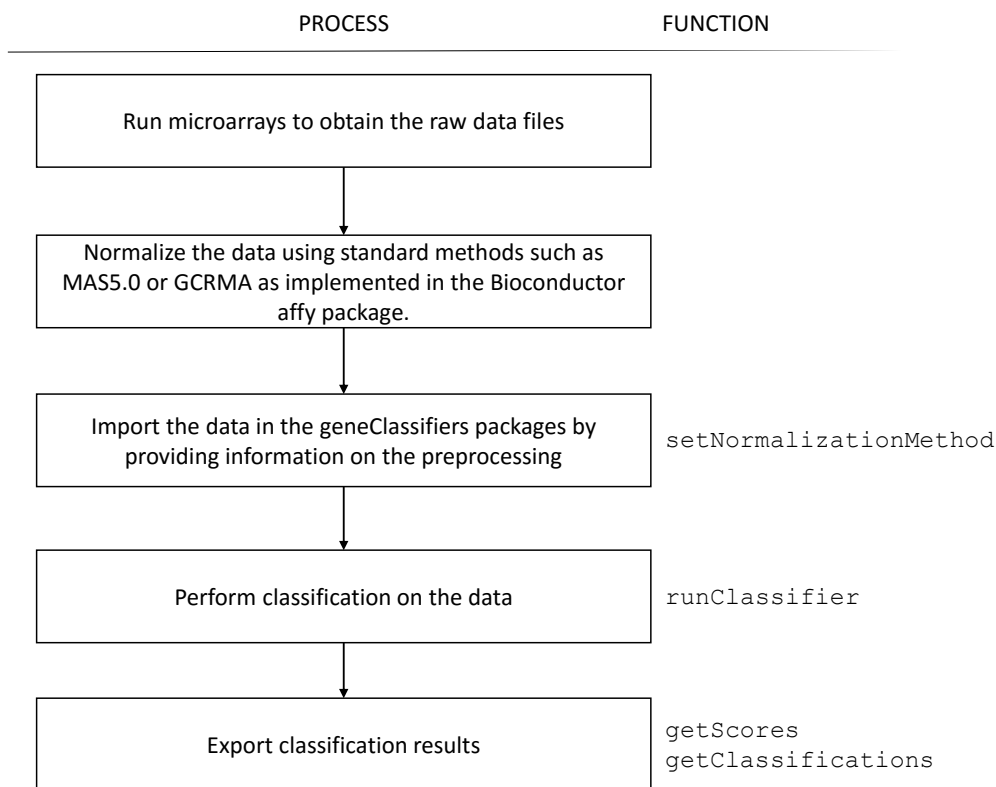 PROCESS FUNCTION
Run microarrays to obtain the raw data files
Normalize the data using standard methods such as
MAS5.0 or GCRMA as implemented in the Bioconductor
affy package.
Import the data in the geneClassifiers packages by
providing information on the preprocessing
setNormalizationMethod
Perform classification on the data
runClassifier
Export classification results
getScores
getClassifications